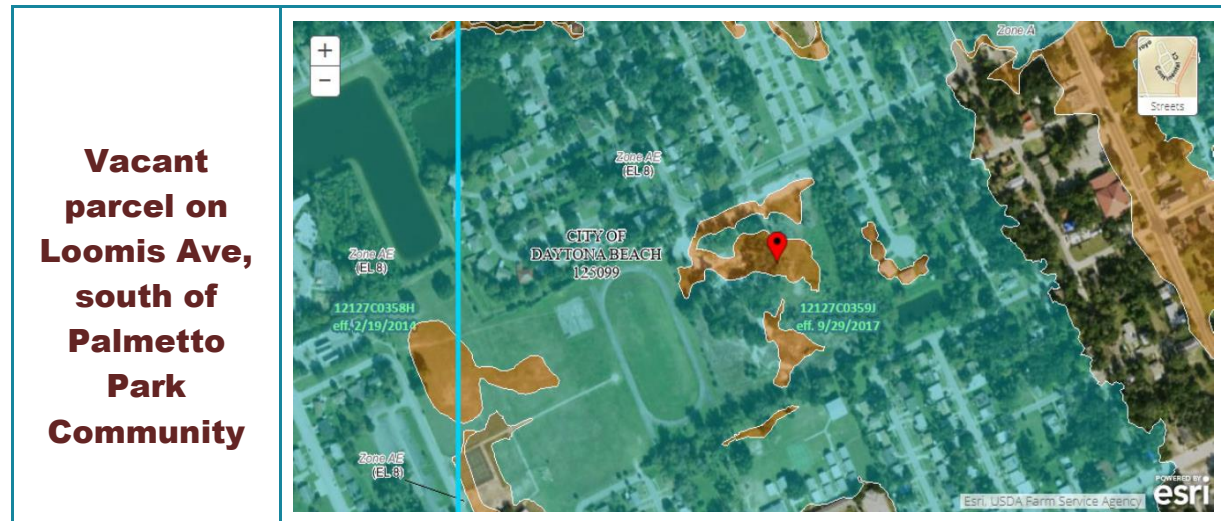 Vacant
parcel on
Loomis Ave,
south of
Palmetto
Park
Community
+
−
Zone A
Streets
Zone AE
(EL 8)
CITY OF
DAYTONA BEACH
125099
Zone AE
(EL 8)
12127C0358H
eff. 2/19/2014
12127C0359J
eff. 9/29/2017
Zone AE
(EL 8)
Esri, USDA Farm Service Agency
POWERED BY
esri